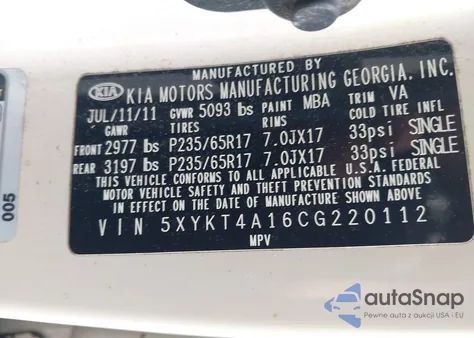 MANUFACTURED BY
KIA KIA MOTORS MANUFACTURING GEORGIA, INC.
JUL/11/11 GVWR 5093 lbs PAINT MBA TRIM VA
GAWR TIRES RIMS COLD TIRE INFL
FRONT 2977 lbs P235/65R17 7.0JX17 33psi SINGLE
REAR 3197 lbs P235/65R17 7.0JX17 33psi SINGLE
THIS VEHICLE CONFORMS TO ALL APPLICABLE U.S.A. FEDERAL
MOTOR VEHICLE SAFETY AND THEFT PREVENTION STANDARDS
IN EFFECT ON THE DATE OF MANUFACTURE SHOWN ABOVE.
VIN 5XYKT4A16CG220112
MPV
005
autoSnap
Pewne auta z aukcji USA i EU